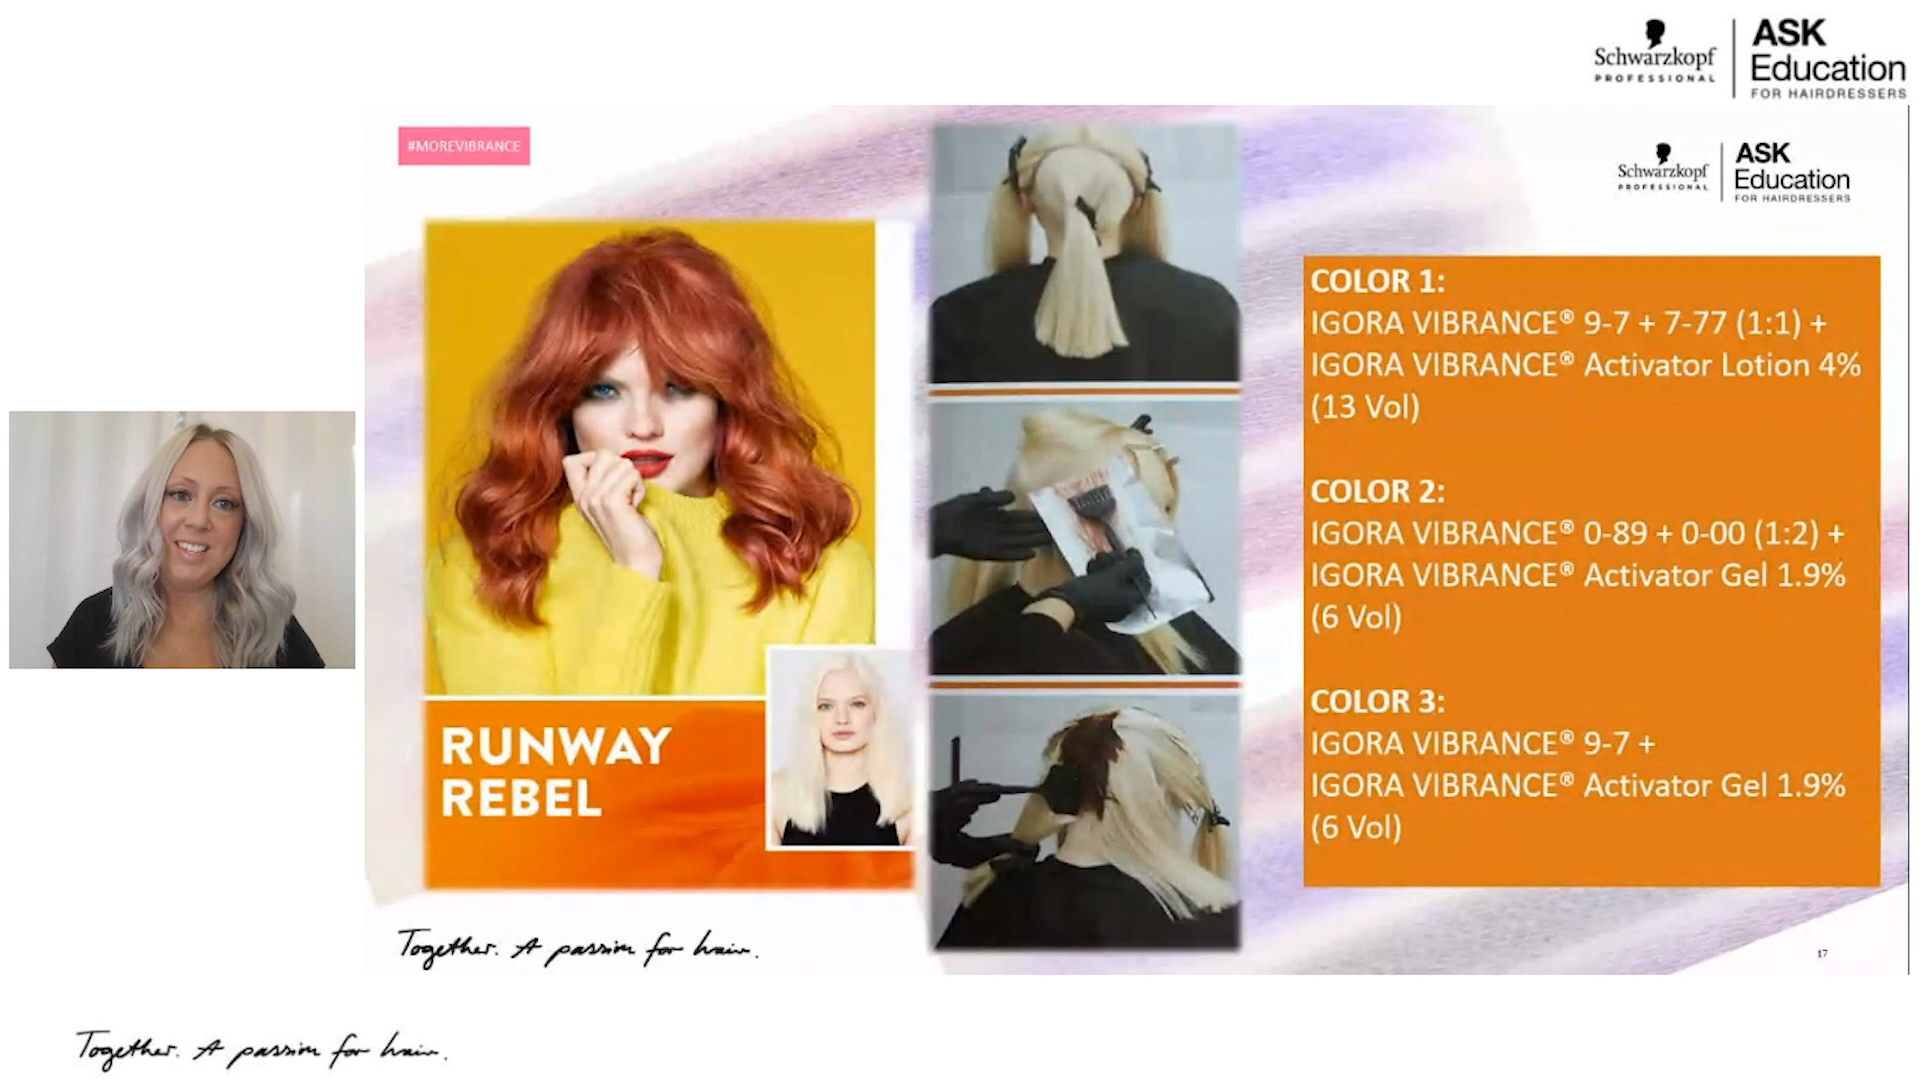 Schwarzkopf
PROFESSIONAL
ASK
Education
FOR HAIRDRESSERS
#MOREVIBRANCE
Schwarzkopf
PROFESSIONAL
ASK
Education
FOR HAIRDRESSERS
RUNWAY
REBEL
COLOR 1:
IGORA VIBRANCE® 9-7 + 7-77 (1:1) +
IGORA VIBRANCE® Activator Lotion 4%
(13 Vol)
COLOR 2:
IGORA VIBRANCE® 0-89 + 0-00 (1:2) +
IGORA VIBRANCE® Activator Gel 1.9%
(6 Vol)
COLOR 3:
IGORA VIBRANCE® 9-7 +
IGORA VIBRANCE® Activator Gel 1.9%
(6 Vol)
Together. A passion for hair.
17
Together. A passion for hair.